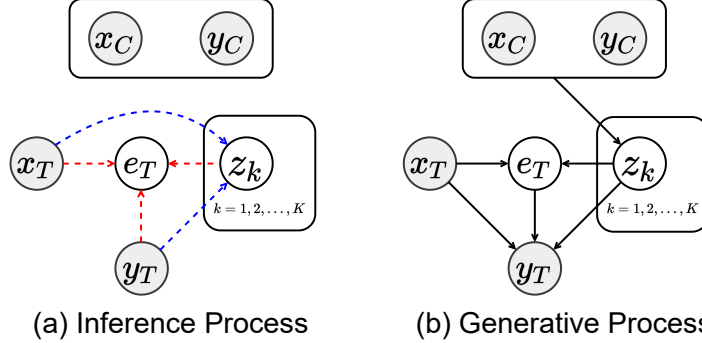 x_C y_C
x_C y_C
x_T e_T z_k
x_T e_T z_k
k = 1, 2, . . . , K
k = 1, 2, . . . , K
y_T
y_T
(a) Inference Process
(b) Generative Process